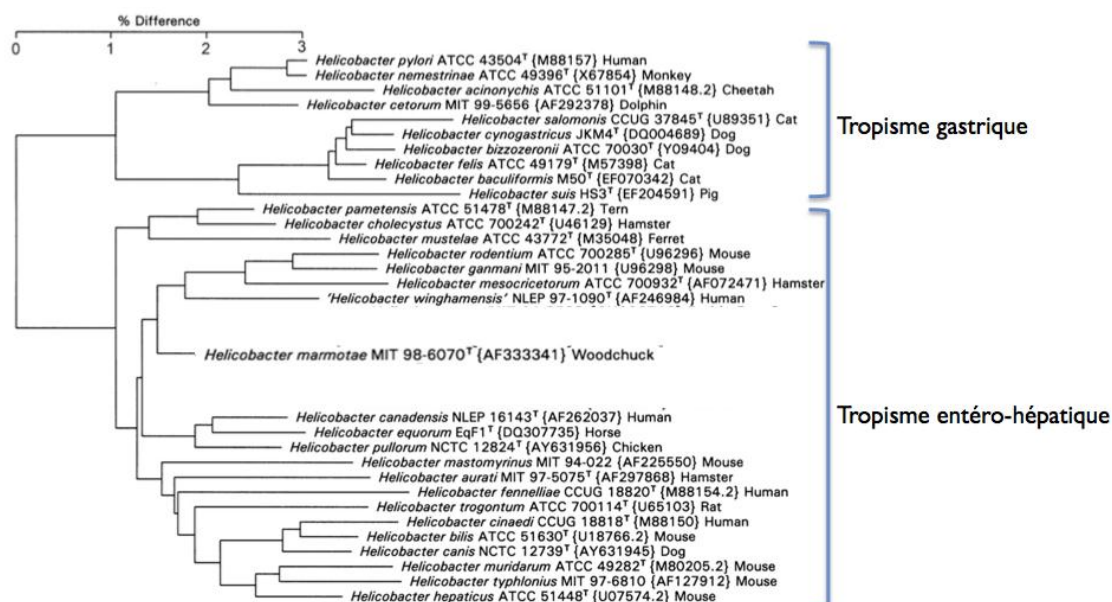 % Difference
0 1 2 3
Helicobacter pylori ATCC 43504ᵀ {M88157} Human
Helicobacter nemestrinae ATCC 49396ᵀ {X67854} Monkey
Helicobacter acinonychis ATCC 51101ᵀ {M88148.2} Cheetah
Helicobacter cetorum MIT 99-5656 {AF292378} Dolphin
Helicobacter salomonis CCUG 37845ᵀ {U89351} Cat
Helicobacter cynogastricus JKM4ᵀ {DQ004689} Dog
Helicobacter bizzozeronii ATCC 70030ᵀ {Y09404} Dog
Helicobacter felis ATCC 49179ᵀ {M57398} Cat
Helicobacter baculiformis M50ᵀ {EF070342} Cat
Helicobacter suis HS3ᵀ {EF204591} Pig
Tropisme gastrique
Helicobacter pametensis ATCC 51478ᵀ {M88147.2} Tern
Helicobacter cholecystus ATCC 700242ᵀ {U46129} Hamster
Helicobacter mustelae ATCC 43772ᵀ {M35048} Ferret
Helicobacter rodentium ATCC 700285ᵀ {U96296} Mouse
Helicobacter ganmani MIT 95-2011 {U96298} Mouse
Helicobacter mesocricetorum ATCC 700932ᵀ {AF072471} Hamster
'Helicobacter winghamensis' NLEP 97-1090ᵀ {AF246984} Human
Helicobacter marmotae MIT 98-6070ᵀ {AF333341} Woodchuck
Helicobacter canadensis NLEP 16143ᵀ {AF262037} Human
Helicobacter equorum EqF1ᵀ {DQ307735} Horse
Helicobacter pullorum NCTC 12824ᵀ {AY631956} Chicken
Helicobacter mastomyrinus MIT 94-022 {AF225550} Mouse
Helicobacter aurati MIT 97-5075ᵀ {AF297868} Hamster
Helicobacter fennelliae CCUG 18820ᵀ {M88154.2} Human
Helicobacter trogontum ATCC 700114ᵀ {U65103} Rat
Helicobacter cinaedi CCUG 18818ᵀ {M88150} Human
Helicobacter bilis ATCC 51630ᵀ {U18766.2} Mouse
Helicobacter canis NCTC 12739ᵀ {AY631945} Dog
Helicobacter muridarum ATCC 49282ᵀ {M80205.2} Mouse
Helicobacter typhlonius MIT 97-6810 {AF127912} Mouse
Helicobacter hepaticus ATCC 51448ᵀ {U07574.2} Mouse
Tropisme entéro-hépatique